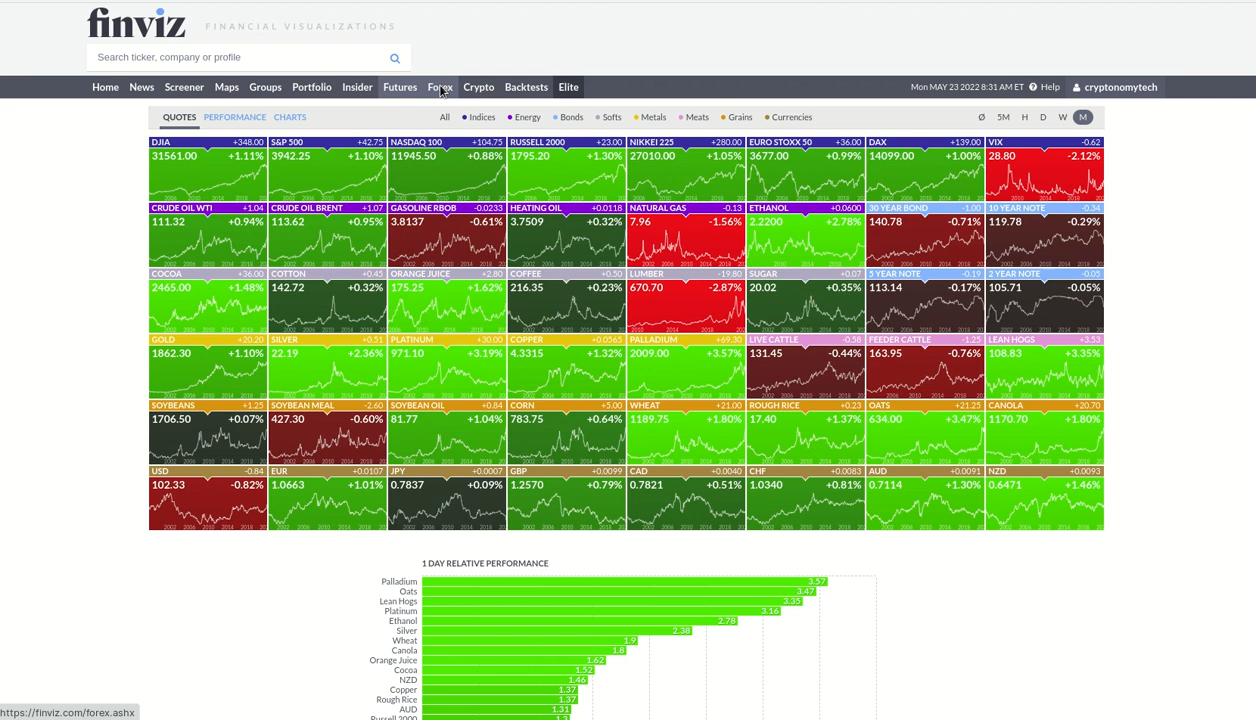 finviz FINANCIAL VISUALIZATIONS
Search ticker, company or profile
Home News Screener Maps Groups Portfolio Insider Futures Forex Crypto Backtests Elite Mon MAY 23 2022 8:31 AM ET Help cryptonomytech
QUOTES PERFORMANCE CHARTS All Indices Energy Bonds Softs Metals Meats Grains Currencies Ø 5M H D W M
DJIA +348.00 S&P 500 +42.75 NASDAQ 100 +104.75 RUSSELL 2000 +23.00 NIKKEI 225 +280.00 EURO STOXX 50 +36.00 DAX +139.00 VIX -0.62
31561.00 +1.11% 3942.25 +1.10% 11945.50 +0.88% 1795.20 +1.30% 27010.00 +1.05% 3677.00 +0.99% 14099.00 +1.00% 28.80 -2.12%
CRUDE OIL WTI +1.04 CRUDE OIL BRENT +1.07 GASOLINE RBOB -0.0233 HEATING OIL +0.0118 NATURAL GAS -0.13 ETHANOL +0.0600 30 YEAR BOND -1.00 10 YEAR NOTE -0.34
111.32 +0.94% 113.62 +0.95% 3.8137 -0.61% 3.7509 +0.32% 7.96 -1.56% 2.2200 +2.78% 140.78 -0.71% 119.78 -0.29%
COCOA +36.00 COTTON +0.45 ORANGE JUICE +2.80 COFFEE +0.50 LUMBER -19.80 SUGAR +0.07 5 YEAR NOTE -0.19 2 YEAR NOTE -0.05
2465.00 +1.48% 142.72 +0.32% 175.25 +1.62% 216.35 +0.23% 670.70 -2.87% 20.02 +0.35% 113.14 -0.17% 105.71 -0.05%
GOLD +20.20 SILVER +0.51 PLATINUM +30.00 COPPER +0.0565 PALLADIUM +69.30 LIVE CATTLE -0.58 FEEDER CATTLE -1.25 LEAN HOGS +3.53
1862.30 +1.10% 22.19 +2.36% 971.10 +3.19% 4.3315 +1.32% 2009.00 +3.57% 131.45 -0.44% 163.95 -0.76% 108.83 +3.35%
SOYBEANS +1.25 SOYBEAN MEAL -2.60 SOYBEAN OIL +0.84 CORN +5.00 WHEAT +21.00 ROUGH RICE +0.23 OATS +21.25 CANOLA +20.70
1706.50 +0.07% 427.30 -0.60% 81.77 +1.04% 783.75 +0.64% 1189.75 +1.80% 17.40 +1.37% 634.00 +3.47% 1170.70 +1.80%
USD -0.84 EUR +0.0107 JPY +0.0007 GBP +0.0099 CAD +0.0040 CHF +0.0083 AUD +0.0091 NZD +0.0093
102.33 -0.82% 1.0663 +1.01% 0.7837 +0.09% 1.2570 +0.79% 0.7821 +0.51% 1.0340 +0.81% 0.7114 +1.30% 0.6471 +1.46%
1 DAY RELATIVE PERFORMANCE
Palladium 3.57
Oats 3.47
Lean Hogs 3.35
Platinum 3.16
Ethanol 2.78
Silver 2.38
Wheat 1.9
Canola 1.8
Orange Juice 1.62
Cocoa 1.52
NZD 1.46
Copper 1.37
Rough Rice 1.37
AUD 1.31
Russell 2000 1.3
https://finviz.com/forex.ashx